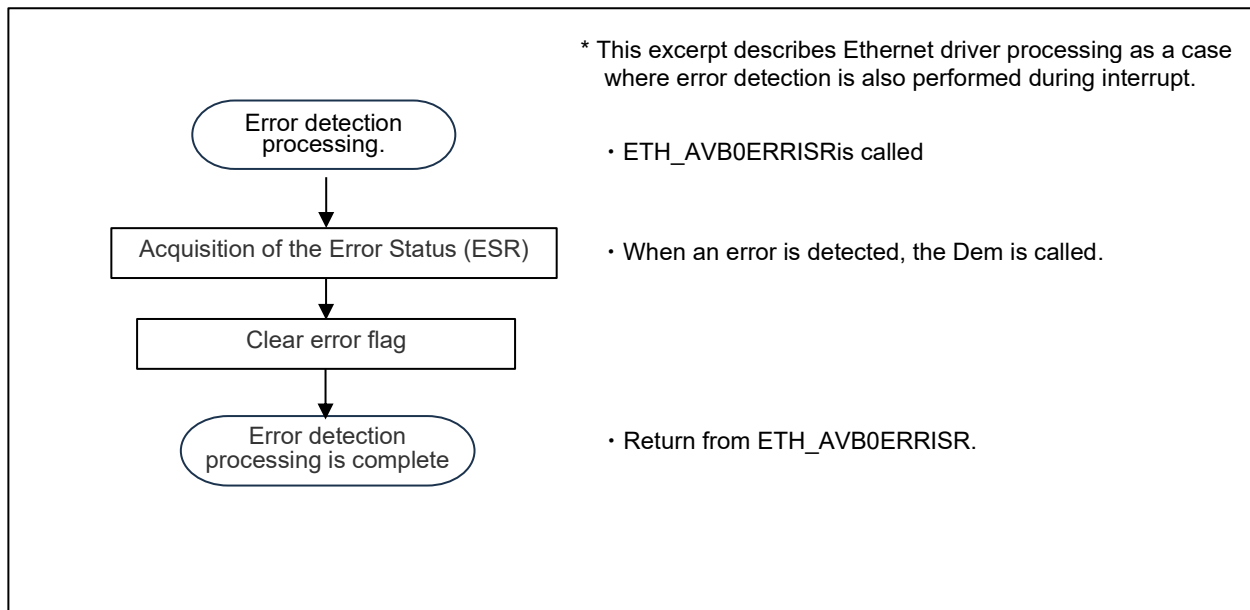 * This excerpt describes Ethernet driver processing as a case
where error detection is also performed during interrupt.
Error detection
processing.
・ETH_AVB0ERRISRis called
Acquisition of the Error Status (ESR)
・When an error is detected, the Dem is called.
Clear error flag
Error detection
processing is complete
・Return from ETH_AVB0ERRISR.